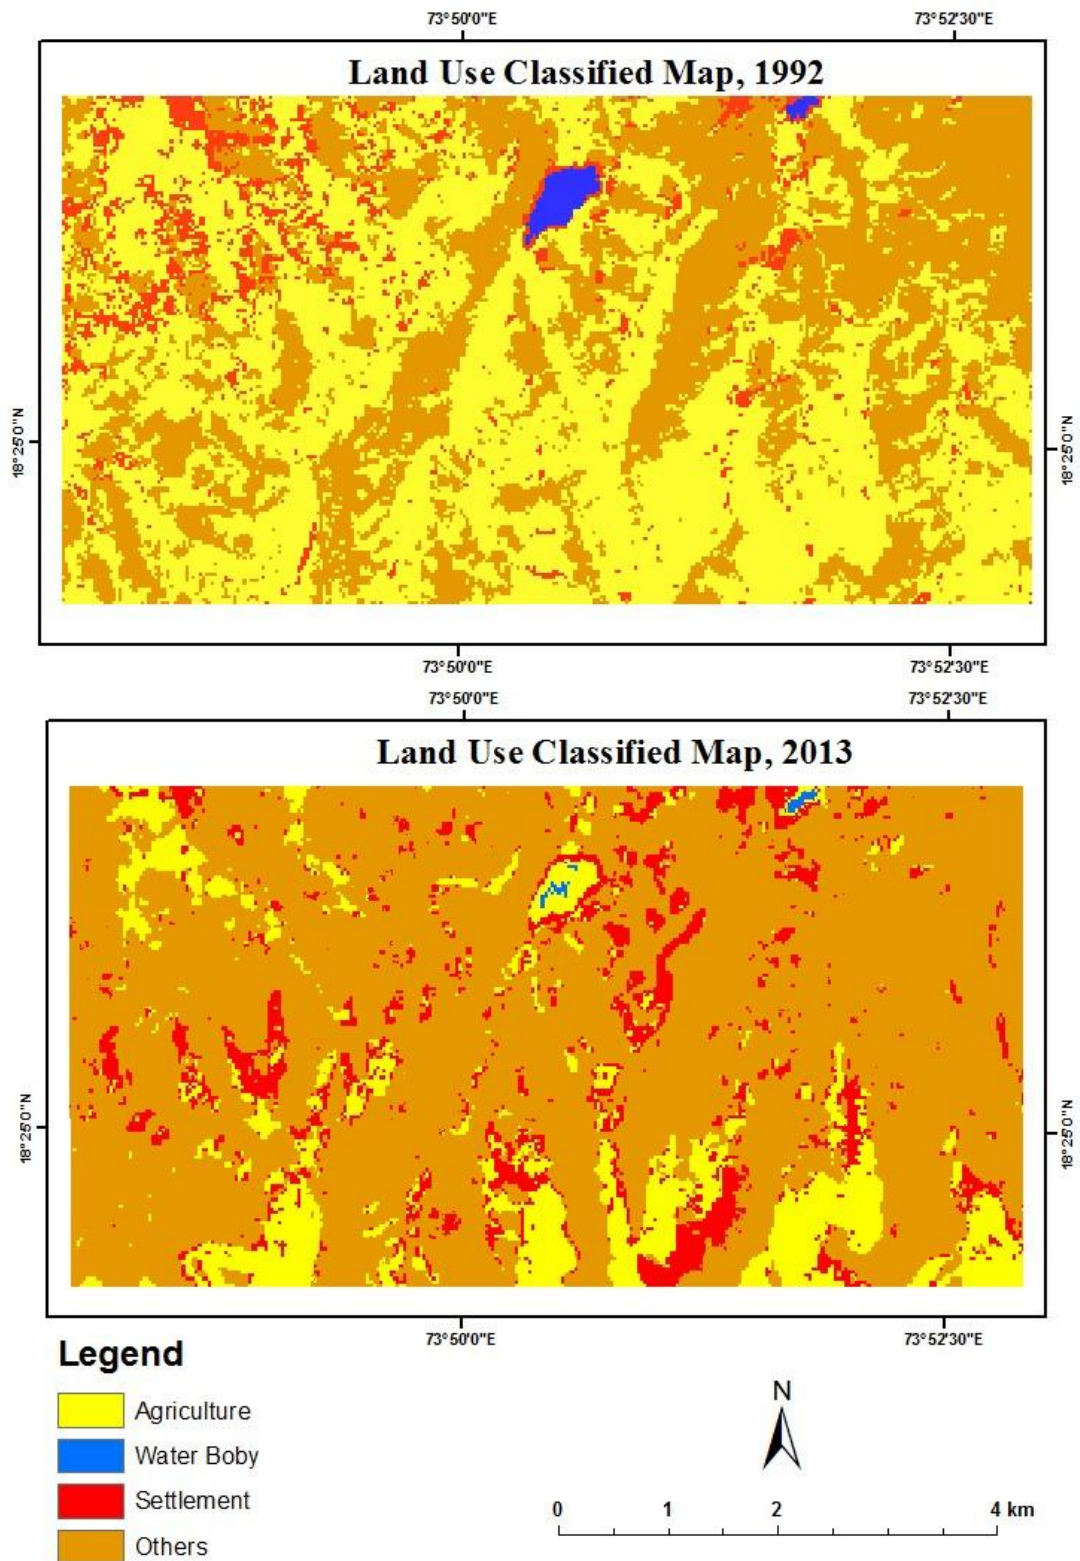 73°50'0"E 73°52'30"E
Land Use Classified Map, 1992
18°25'0"N 18°25'0"N
73°50'0"E 73°52'30"E
73°50'0"E 73°52'30"E
Land Use Classified Map, 2013
18°25'0"N 18°25'0"N
73°50'0"E 73°52'30"E
Legend
Agriculture
Water Boby
Settlement
Others
N
0 1 2 4 km